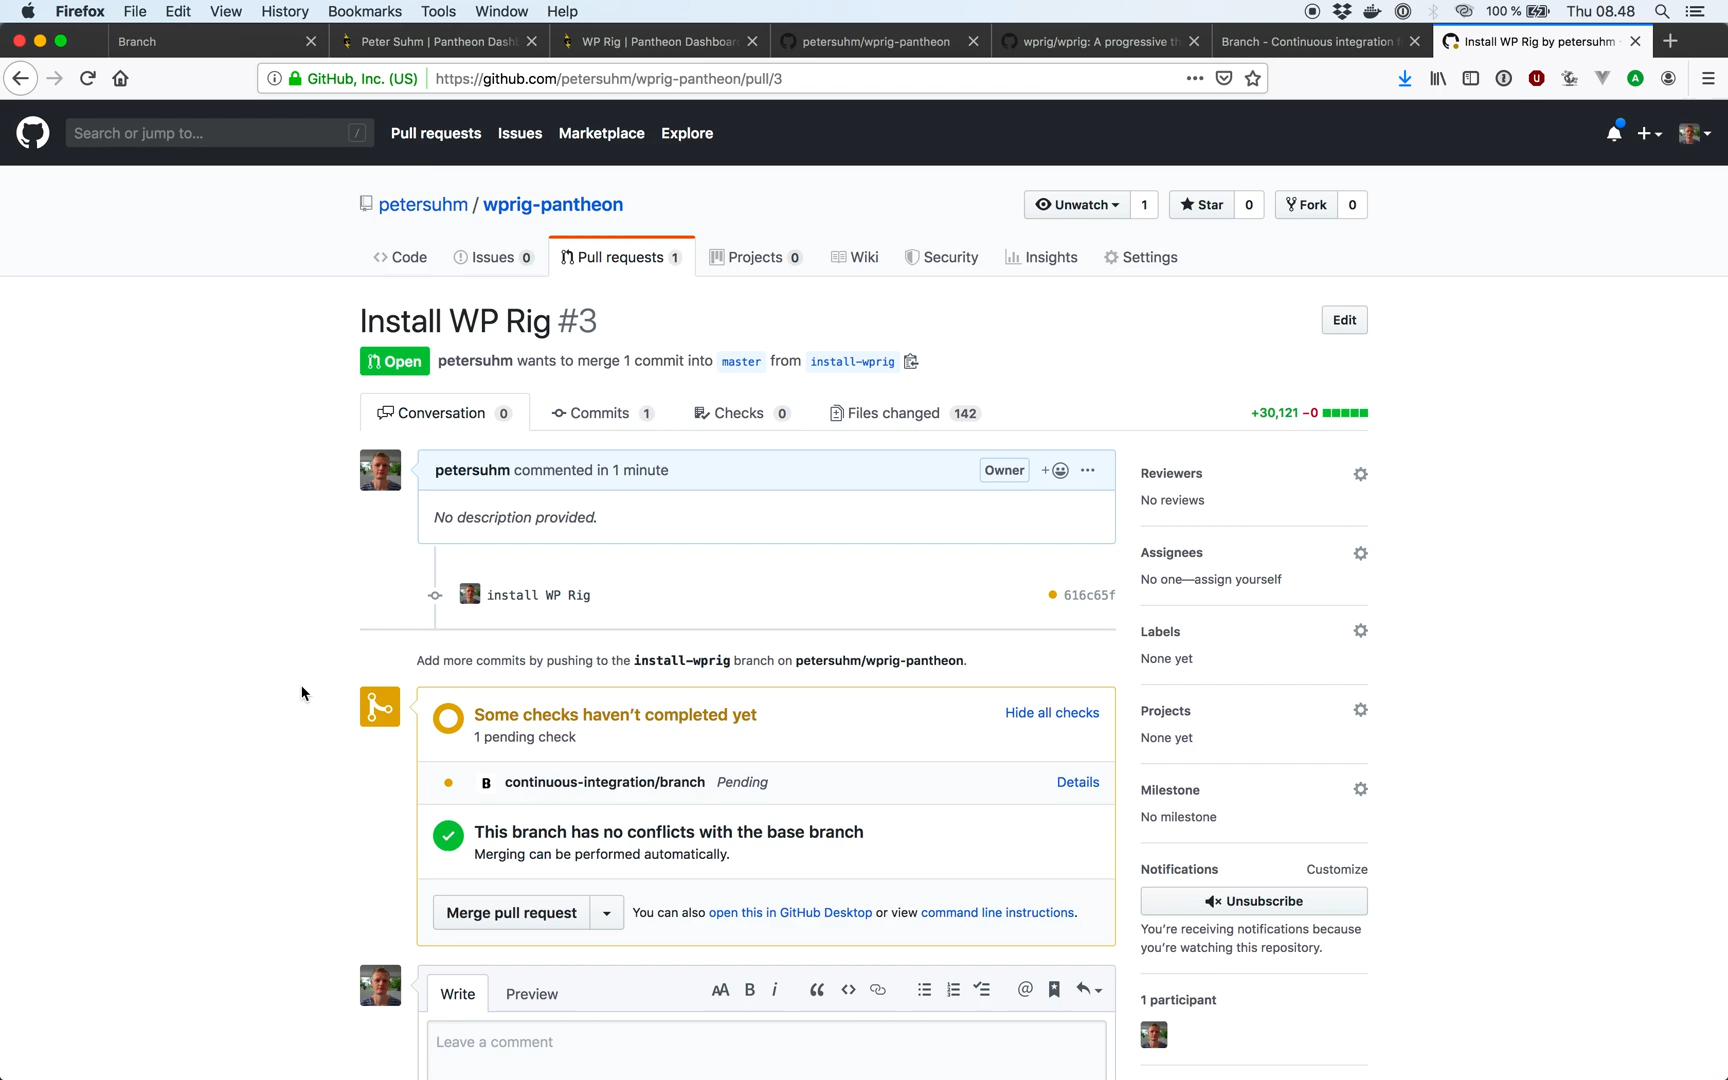 Firefox File Edit View History Bookmarks Tools Window Help 100 % Thu 08.48
Branch
Peter Suhm | Pantheon Dash
WP Rig | Pantheon Dashboar
petersuhm/wprig-pantheon
wprig/wprig: A progressive th
Branch - Continuous integration f
Install WP Rig by petersuhm
GitHub, Inc. (US) https://github.com/petersuhm/wprig-pantheon/pull/3
Search or jump to... /
Pull requests Issues Marketplace Explore
petersuhm / wprig-pantheon
Unwatch 1 Star 0 Fork 0
Code Issues 0 Pull requests 1 Projects 0 Wiki Security Insights Settings
Install WP Rig #3
Edit
Open petersuhm wants to merge 1 commit into master from install-wprig
Conversation 0 Commits 1 Checks 0 Files changed 142 +30,121 −0
petersuhm commented in 1 minute Owner
No description provided.
install WP Rig 616c65f
Add more commits by pushing to the install-wprig branch on petersuhm/wprig-pantheon.
Some checks haven't completed yet Hide all checks
1 pending check
B continuous-integration/branch Pending Details
This branch has no conflicts with the base branch
Merging can be performed automatically.
Merge pull request You can also open this in GitHub Desktop or view command line instructions.
Write Preview AA B i
Leave a comment
Reviewers
No reviews
Assignees
No one—assign yourself
Labels
None yet
Projects
None yet
Milestone
No milestone
Notifications Customize
Unsubscribe
You're receiving notifications because
you're watching this repository.
1 participant